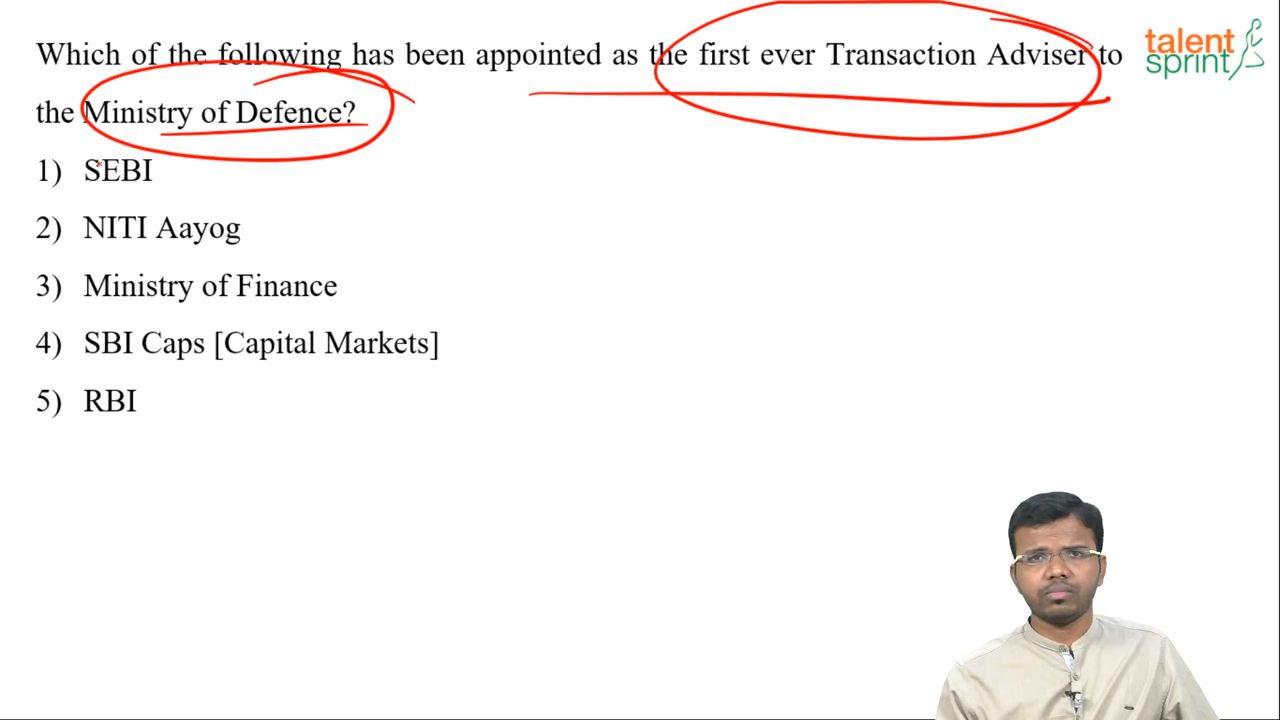 Which of the following has been appointed as the first ever Transaction Adviser to
the Ministry of Defence?
1) SEBI
2) NITI Aayog
3) Ministry of Finance
4) SBI Caps [Capital Markets]
5) RBI
talent
sprint